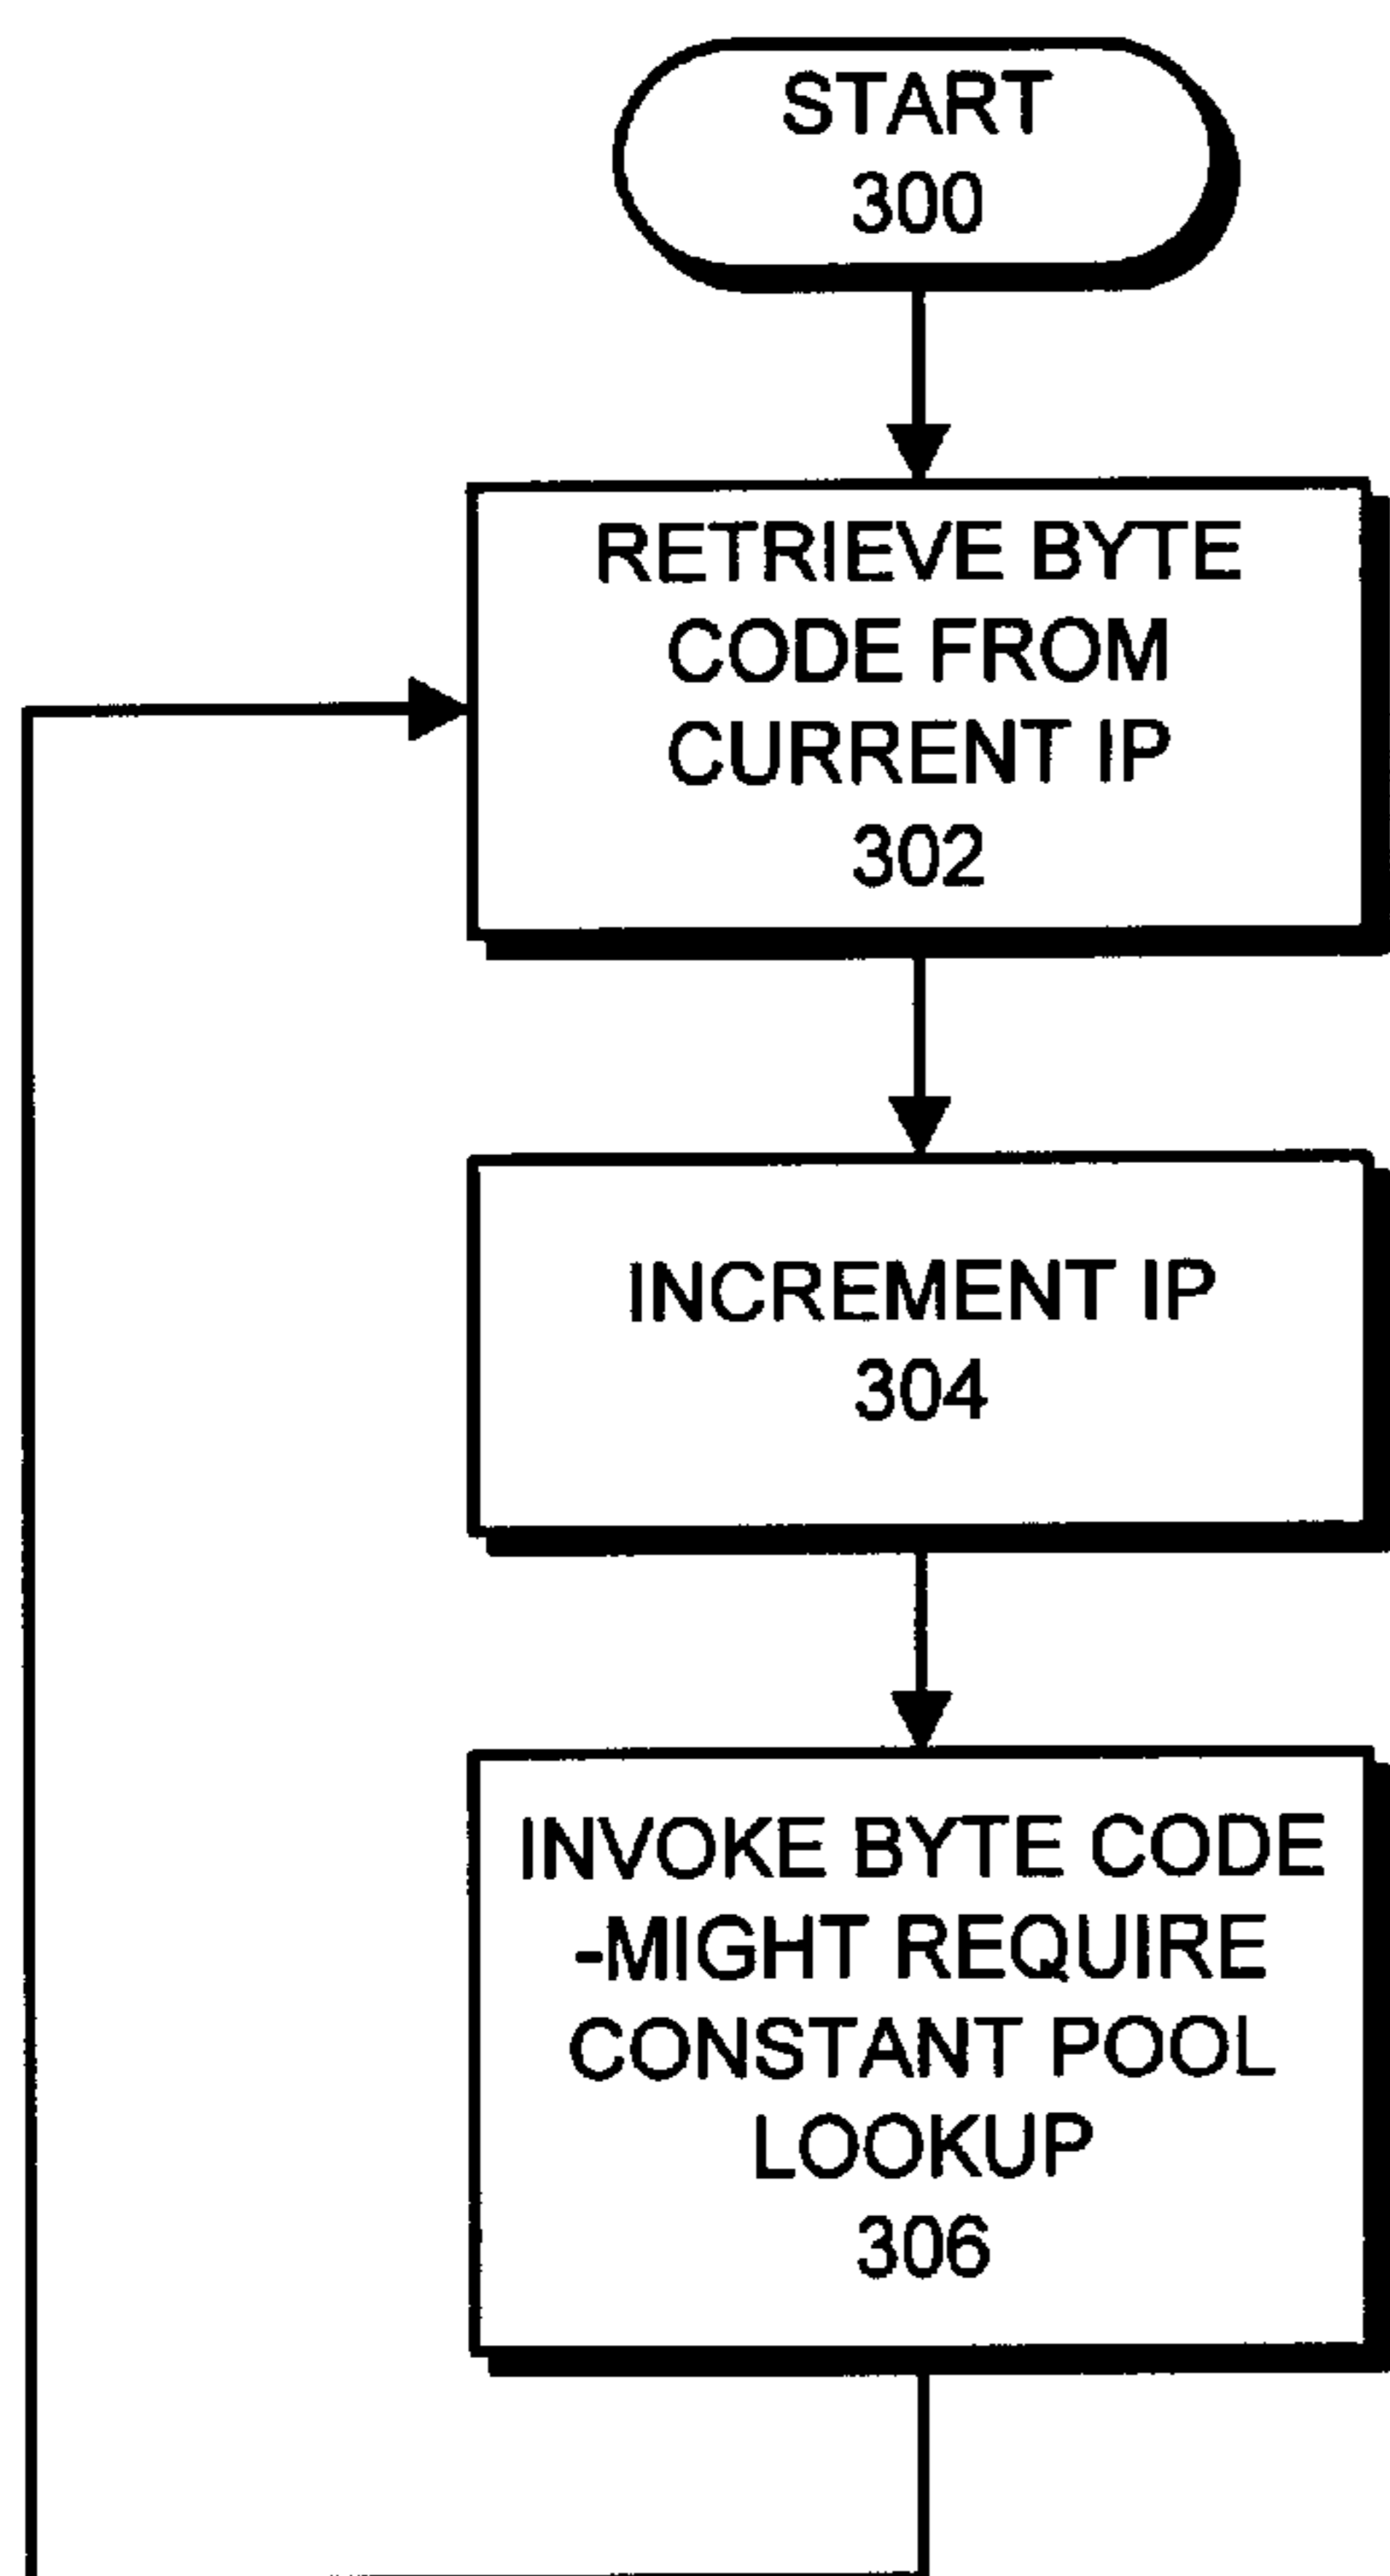 START
300
RETRIEVE BYTE
CODE FROM
CURRENT IP
302
INCREMENT IP
304
INVOKE BYTE CODE
-MIGHT REQUIRE
CONSTANT POOL
LOOKUP
306